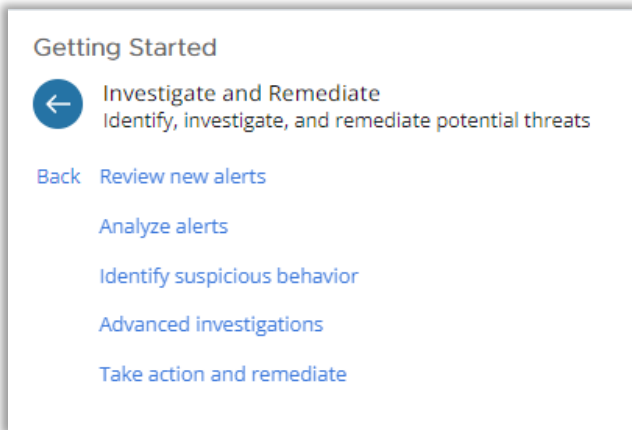 Getting Started
Investigate and Remediate
Identify, investigate, and remediate potential threats
Back Review new alerts
Analyze alerts
Identify suspicious behavior
Advanced investigations
Take action and remediate